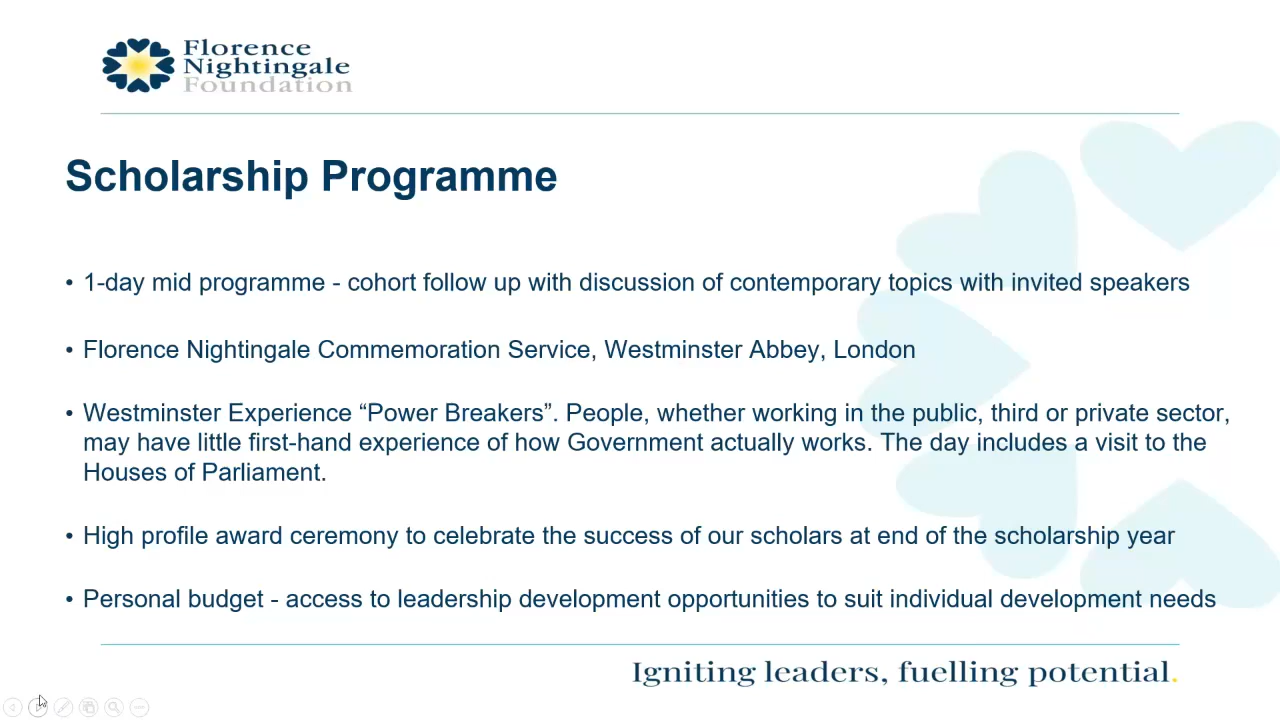 Florence
Nightingale
Foundation
Scholarship Programme
• 1-day mid programme - cohort follow up with discussion of contemporary topics with invited speakers
• Florence Nightingale Commemoration Service, Westminster Abbey, London
• Westminster Experience “Power Breakers”. People, whether working in the public, third or private sector,
may have little first-hand experience of how Government actually works. The day includes a visit to the
Houses of Parliament.
• High profile award ceremony to celebrate the success of our scholars at end of the scholarship year
• Personal budget - access to leadership development opportunities to suit individual development needs
Igniting leaders, fuelling potential.